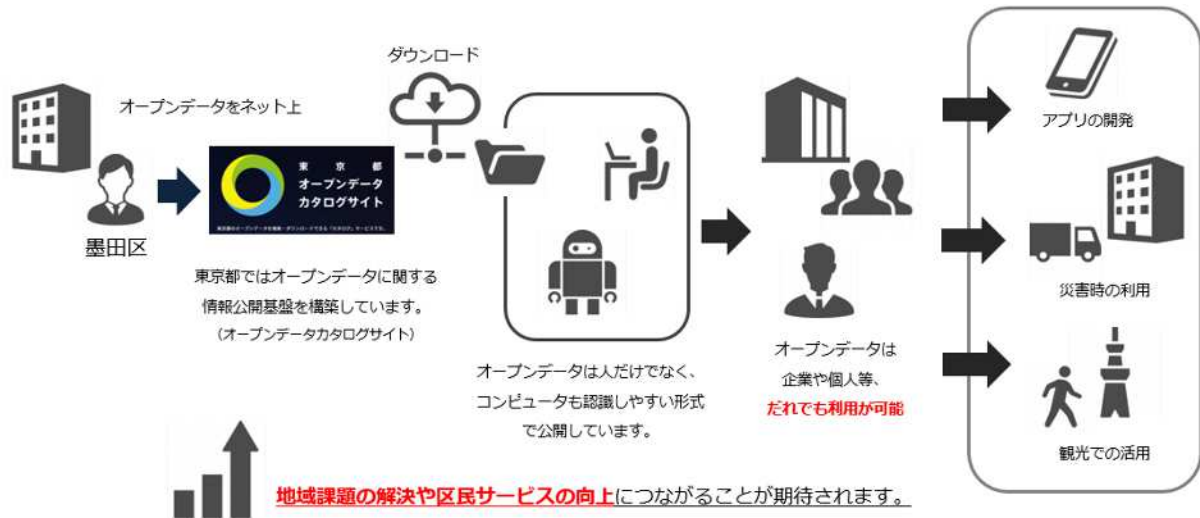 ダウンロード
オープンデータをネット上
墨田区
東京都
オープンデータ
カタログサイト
東京都ではオープンデータに関する
情報公開基盤を構築しています。
（オープンデータカタログサイト）
オープンデータは人だけでなく、
コンピュータも認識しやすい形式
で公開しています。
オープンデータは
企業や個人等、
だれでも利用が可能
アプリの開発
災害時の利用
観光での活用
地域課題の解決や区民サービスの向上につながることが期待されます。